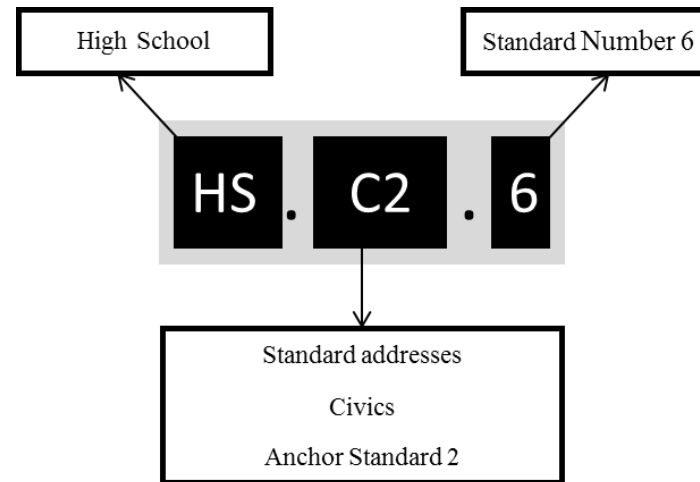 High School
Standard Number 6
HS . C2 . 6
Standard addresses
Civics
Anchor Standard 2